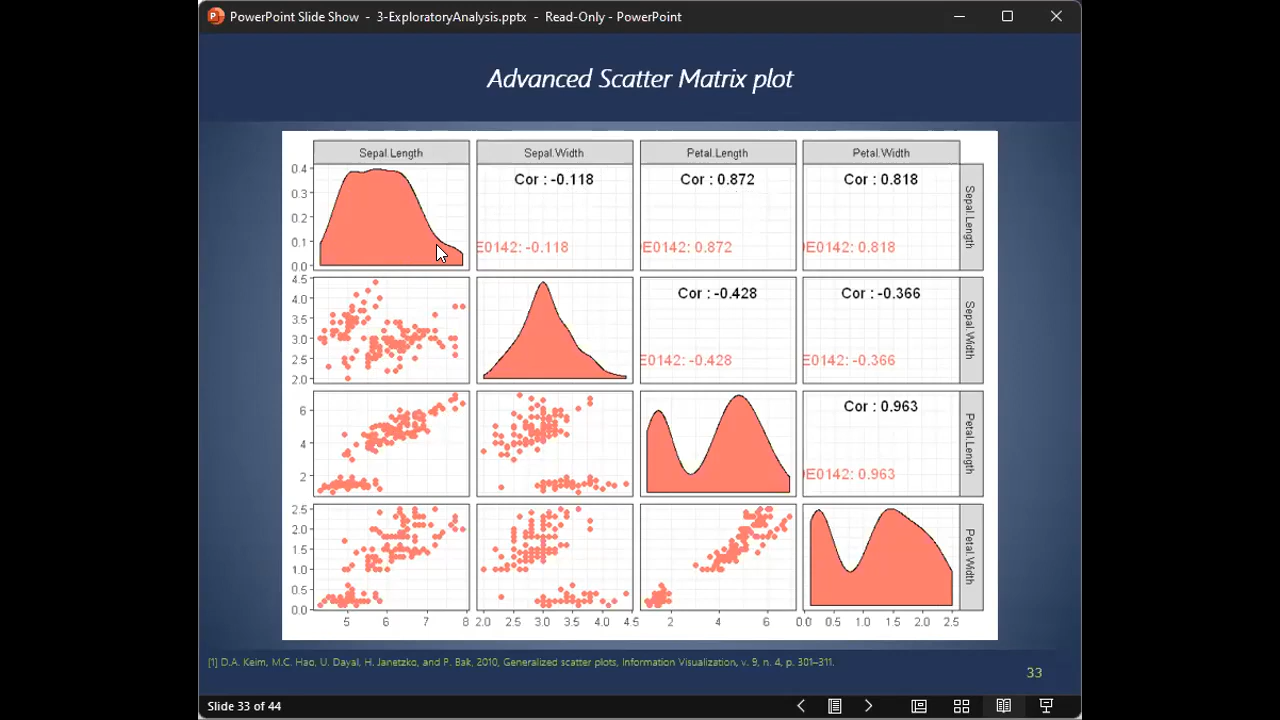 PowerPoint Slide Show - 3-ExploratoryAnalysis.pptx - Read-Only - PowerPoint
Advanced Scatter Matrix plot
Sepal.Length Sepal.Width Petal.Length Petal.Width
0.4
0.3
0.2
0.1
0.0
Cor : -0.118 Cor : 0.872 Cor : 0.818
E0142: -0.118 0E0142: 0.872 0E0142: 0.818
Sepal.Length
4.5
4.0
3.5
3.0
2.5
2.0
Cor : -0.428 Cor : -0.366
E0142: -0.428 E0142: -0.366
Sepal.Width
6
4
2
Cor : 0.963
0E0142: 0.963
Petal.Length
2.5
2.0
1.5
1.0
0.5
0.0
Petal.Width
5 6 7 8 2.0 2.5 3.0 3.5 4.0 4.5 2 4 6 0.0 0.5 1.0 1.5 2.0 2.5
[1] D.A. Keim, M.C. Hao, U. Dayal, H. Janetzko, and P. Bak, 2010, Generalized scatter plots, Information Visualization, v. 9, n. 4, p. 301–311.
33
Slide 33 of 44